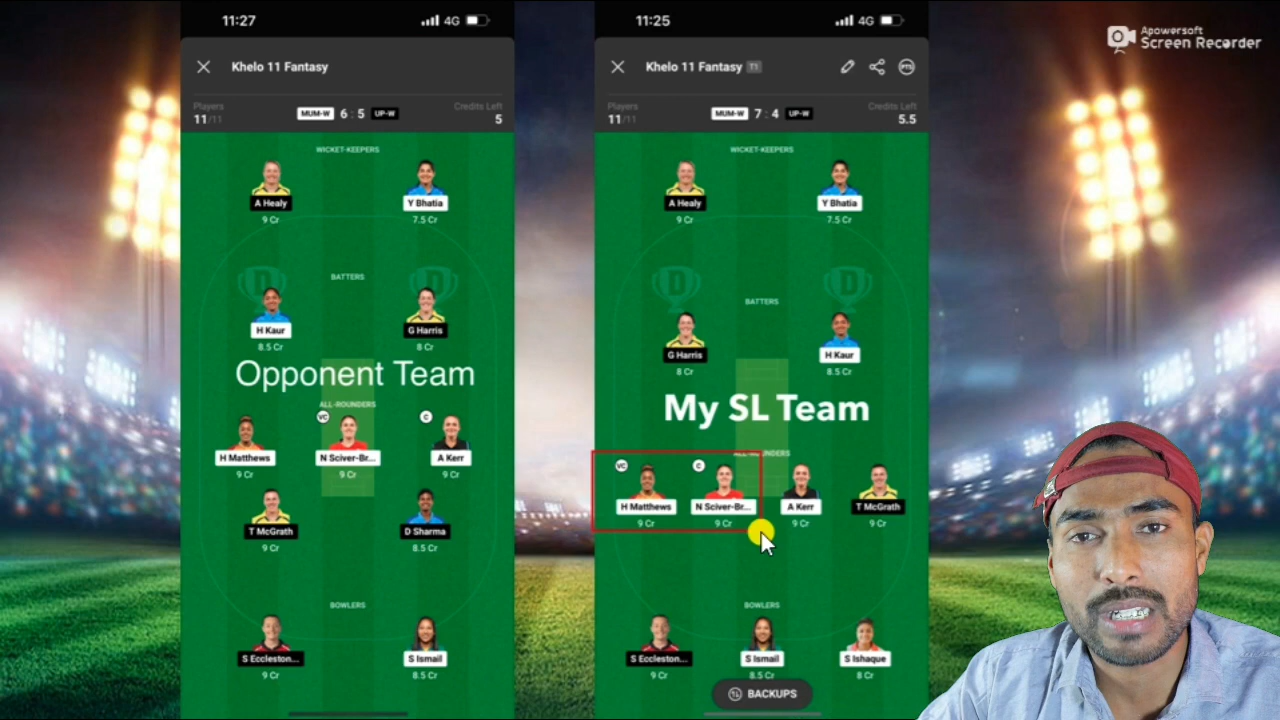 11:27
4G
Khelo 11 Fantasy
Players
11/11
MUM-W 6 : 5 UP-W
Credits Left
5
WICKET-KEEPERS
A Healy
9 Cr
Y Bhatia
7.5 Cr
BATTERS
H Kaur
8.5 Cr
G Harris
8 Cr
Opponent Team
ALL-ROUNDERS
H Matthews
9 Cr
VC
N Sciver-Br...
9 Cr
C
A Kerr
9 Cr
T McGrath
9 Cr
D Sharma
8.5 Cr
BOWLERS
S Eccleston...
9 Cr
S Ismail
8.5 Cr
11:25
4G
Khelo 11 Fantasy T1
PTS
Players
11/11
MUM-W 7 : 4 UP-W
Credits Left
5.5
WICKET-KEEPERS
A Healy
9 Cr
Y Bhatia
7.5 Cr
BATTERS
G Harris
8 Cr
H Kaur
8.5 Cr
My SL Team
ALL-ROUNDERS
VC
H Matthews
9 Cr
C
N Sciver-Br...
9 Cr
A Kerr
9 Cr
T McGrath
9 Cr
BOWLERS
S Eccleston...
9 Cr
S Ismail
8.5 Cr
S Ishaque
8 Cr
BACKUPS
Apowersoft
Screen Recorder